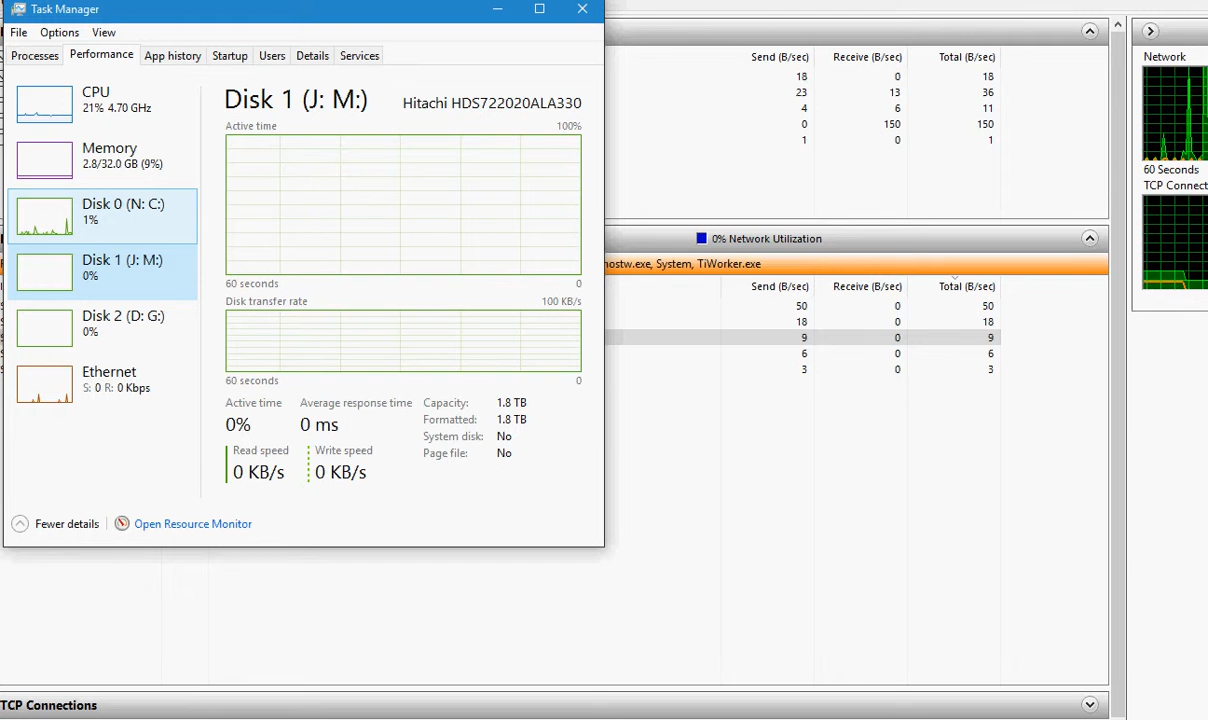 Task Manager
File Options View
Processes Performance App history Startup Users Details Services
CPU
21% 4.70 GHz
Memory
2.8/32.0 GB (9%)
Disk 0 (N: C:)
1%
Disk 1 (J: M:)
0%
Disk 2 (D: G:)
0%
Ethernet
S: 0 R: 0 Kbps
Disk 1 (J: M:) Hitachi HDS722020ALA330
Active time 100%
60 seconds 0
Disk transfer rate 100 KB/s
60 seconds 0
Active time Average response time
0% 0 ms
Read speed Write speed
0 KB/s 0 KB/s
Capacity: 1.8 TB
Formatted: 1.8 TB
System disk: No
Page file: No
Fewer details Open Resource Monitor
Send (B/sec) Receive (B/sec) Total (B/sec)
18 0 18
23 13 36
4 6 11
0 150 150
1 0 1
0% Network Utilization
System, TiWorker.exe
Send (B/sec) Receive (B/sec) Total (B/sec)
50 0 50
18 0 18
9 0 9
6 0 6
3 0 3
TCP Connections
Network
60 Seconds
TCP